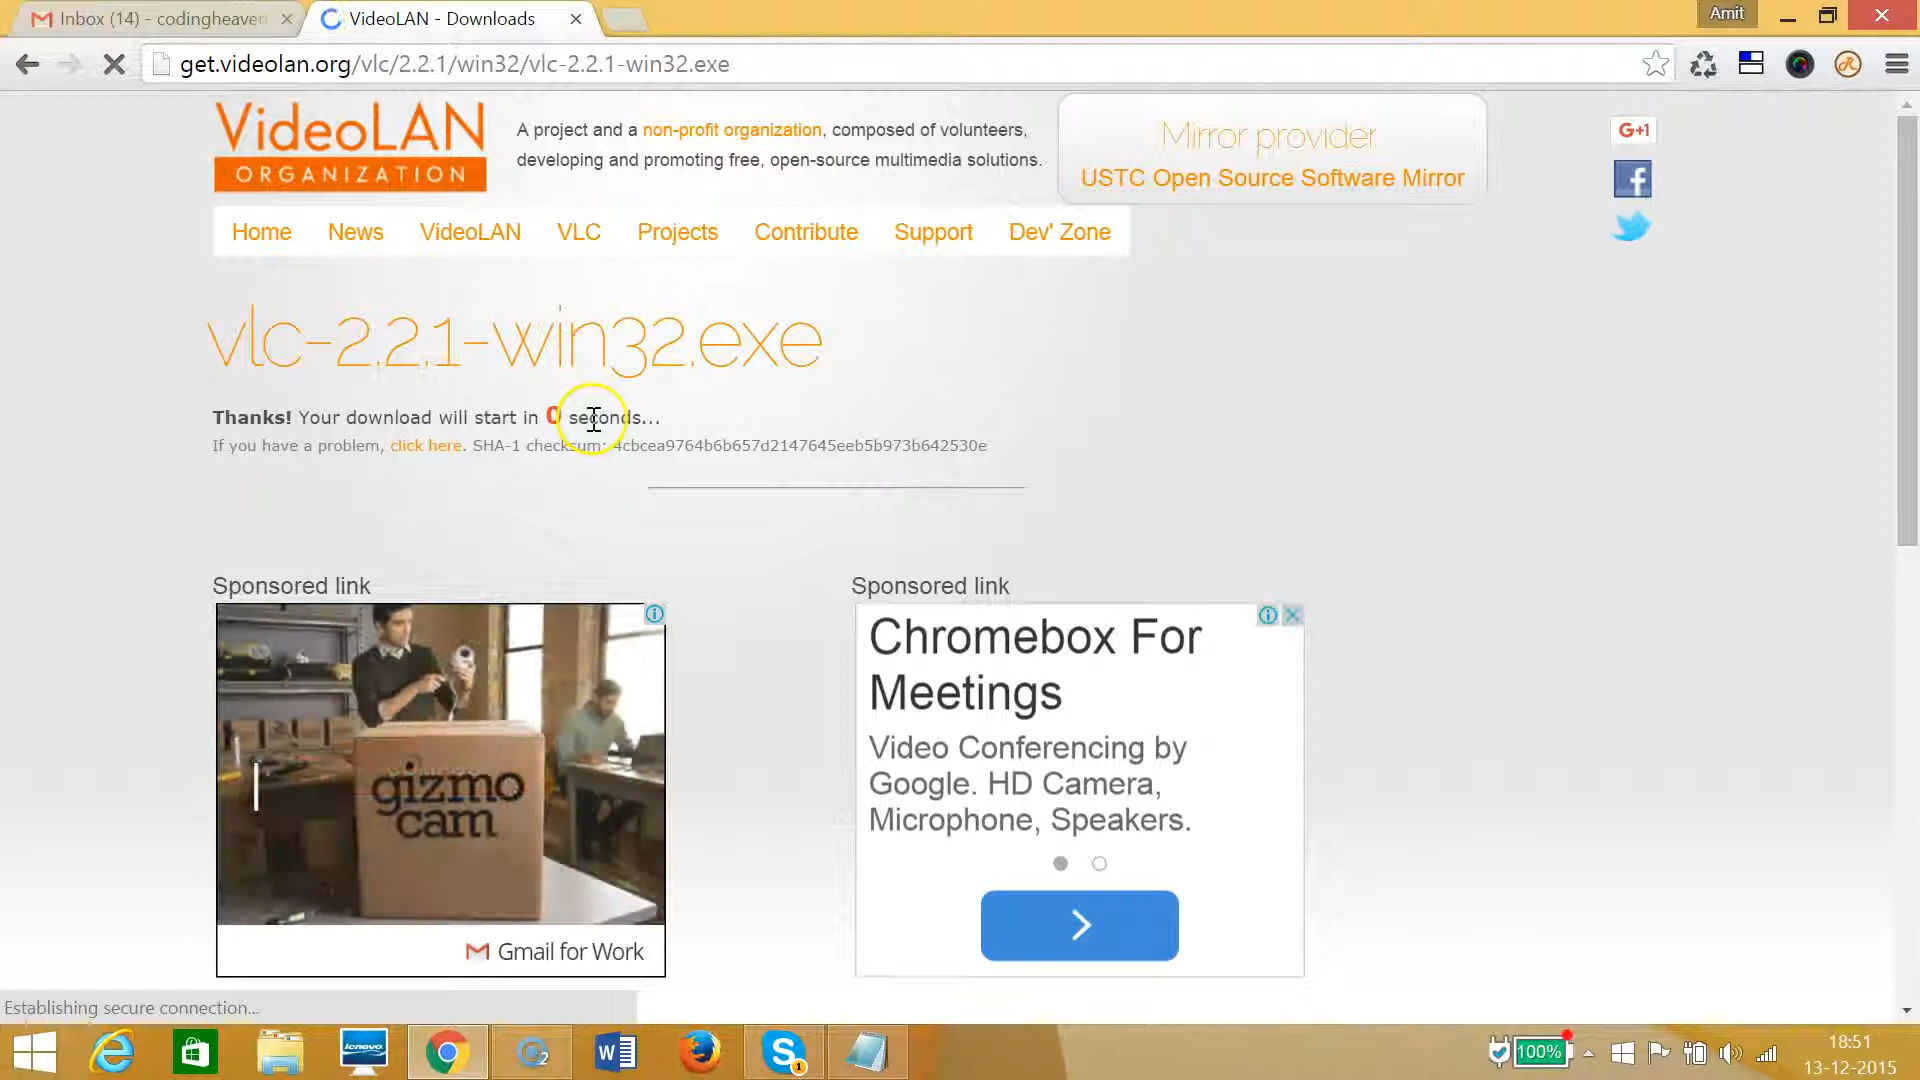 Inbox (14) - codingheaven
VideoLAN - Downloads
Amit
get.videolan.org/vlc/2.2.1/win32/vlc-2.2.1-win32.exe
VideoLAN
ORGANIZATION
A project and a non-profit organization, composed of volunteers,
developing and promoting free, open-source multimedia solutions.
Mirror provider
USTC Open Source Software Mirror
G+1
Home News VideoLAN VLC Projects Contribute Support Dev' Zone
vlc-2.2.1-win32.exe
Thanks! Your download will start in 0 seconds...
If you have a problem, click here. SHA-1 checksum: 4cbcea9764b6b657d2147645eeb5b973b642530e
Sponsored link
gizmo
cam
Gmail for Work
Sponsored link
Chromebox For
Meetings
Video Conferencing by
Google. HD Camera,
Microphone, Speakers.
Establishing secure connection...
lenovo
100%
18:51
13-12-2015